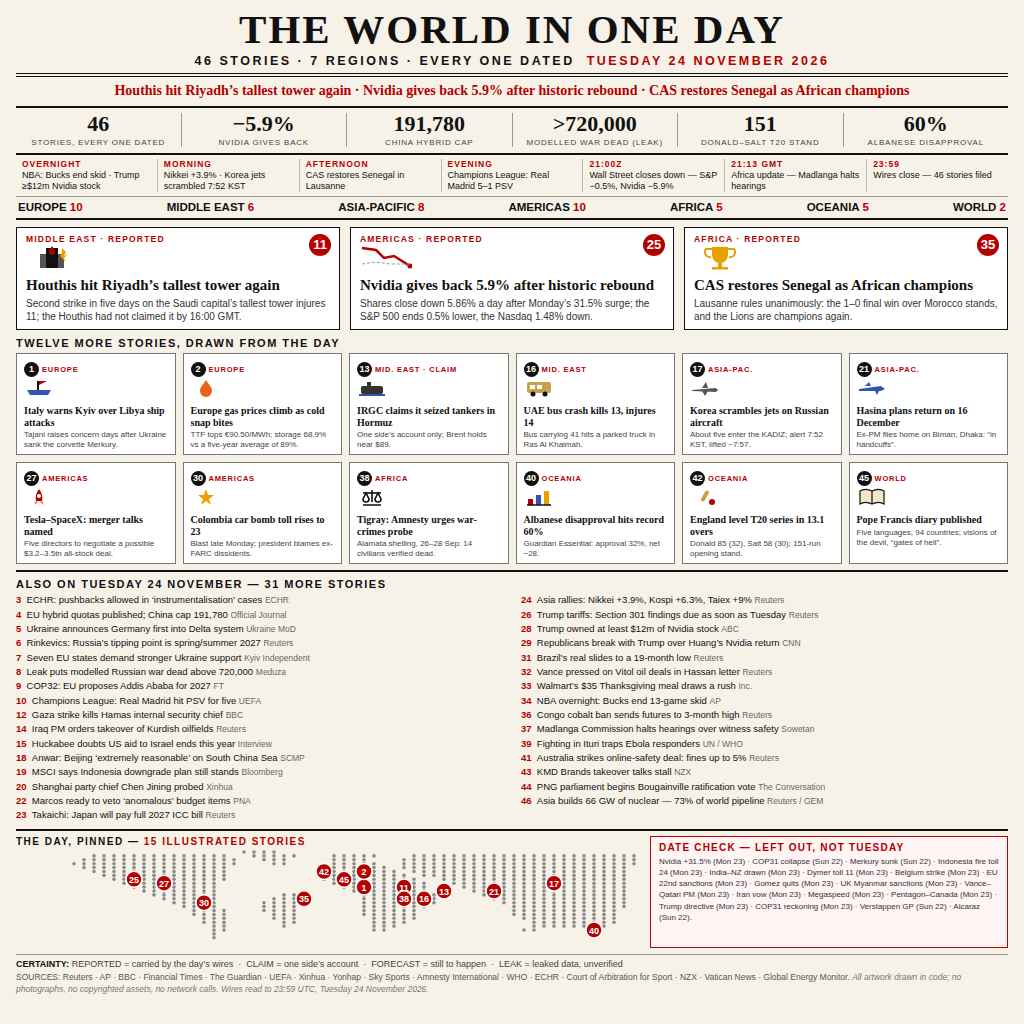 THE WORLD IN ONE DAY
46 STORIES · 7 REGIONS · EVERY ONE DATED TUESDAY 24 NOVEMBER 2026
Houthis hit Riyadh’s tallest tower again · Nvidia gives back 5.9% after historic rebound · CAS restores Senegal as African champions
46
STORIES, EVERY ONE DATED
−5.9%
NVIDIA GIVES BACK
191,780
CHINA HYBRID CAP
>720,000
MODELLED WAR DEAD (LEAK)
151
DONALD–SALT T20 STAND
60%
ALBANESE DISAPPROVAL
OVERNIGHT
NBA: Bucks end skid · Trump
≥$12m Nvidia stock
MORNING
Nikkei +3.9% · Korea jets
scrambled 7:52 KST
AFTERNOON
CAS restores Senegal in
Lausanne
EVENING
Champions League: Real
Madrid 5–1 PSV
21:00Z
Wall Street closes down — S&P
−0.5%, Nvidia −5.9%
21:13 GMT
Africa update — Madlanga halts
hearings
23:59
Wires close — 46 stories filed
EUROPE 10
MIDDLE EAST 6
ASIA-PACIFIC 8
AMERICAS 10
AFRICA 5
OCEANIA 5
WORLD 2
MIDDLE EAST · REPORTED
11
Houthis hit Riyadh’s tallest tower again
Second strike in five days on the Saudi capital’s tallest tower injures
11; the Houthis had not claimed it by 16:00 GMT.
AMERICAS · REPORTED
25
Nvidia gives back 5.9% after historic rebound
Shares close down 5.86% a day after Monday’s 31.5% surge; the
S&P 500 ends 0.5% lower, the Nasdaq 1.48% down.
AFRICA · REPORTED
35
CAS restores Senegal as African champions
Lausanne rules unanimously: the 1–0 final win over Morocco stands,
and the Lions are champions again.
TWELVE MORE STORIES, DRAWN FROM THE DAY
1 EUROPE
Italy warns Kyiv over Libya ship
attacks
Tajani raises concern days after Ukraine
sank the corvette Merkury.
2 EUROPE
Europe gas prices climb as cold
snap bites
TTF tops €90.50/MWh; storage 68.9%
vs a five-year average of 89%.
13 MID. EAST · CLAIM
IRGC claims it seized tankers in
Hormuz
One side’s account only; Brent holds
near $89.
16 MID. EAST
UAE bus crash kills 13, injures
14
Bus carrying 41 hits a parked truck in
Ras Al Khaimah.
17 ASIA-PAC.
Korea scrambles jets on Russian
aircraft
About five enter the KADIZ; alert 7:52
KST, lifted ~7:57.
21 ASIA-PAC.
Hasina plans return on 16
December
Ex-PM flies home on Biman; Dhaka: “in
handcuffs”.
27 AMERICAS
Tesla–SpaceX: merger talks
named
Five directors to negotiate a possible
$3.2–3.5tn all-stock deal.
30 AMERICAS
Colombia car bomb toll rises to
23
Blast late Monday; president blames ex-
FARC dissidents.
38 AFRICA
Tigray: Amnesty urges war-
crimes probe
Alamata shelling, 26–28 Sep: 14
civilians verified dead.
40 OCEANIA
Albanese disapproval hits record
60%
Guardian Essential: approval 32%, net
−28.
42 OCEANIA
England level T20 series in 13.1
overs
Donald 85 (32), Salt 58 (30); 151-run
opening stand.
45 WORLD
Pope Francis diary published
Five languages, 94 countries; visions of
the devil, “gates of hell”.
ALSO ON TUESDAY 24 NOVEMBER — 31 MORE STORIES
3 ECHR: pushbacks allowed in ‘instrumentalisation’ cases ECHR
4 EU hybrid quotas published; China cap 191,780 Official Journal
5 Ukraine announces Germany first into Delta system Ukraine MoD
6 Rinkevics: Russia’s tipping point is spring/summer 2027 Reuters
7 Seven EU states demand stronger Ukraine support Kyiv Independent
8 Leak puts modelled Russian war dead above 720,000 Meduza
9 COP32: EU proposes Addis Ababa for 2027 FT
10 Champions League: Real Madrid hit PSV for five UEFA
12 Gaza strike kills Hamas internal security chief BBC
14 Iraq PM orders takeover of Kurdish oilfields Reuters
15 Huckabee doubts US aid to Israel ends this year Interview
18 Anwar: Beijing ‘extremely reasonable’ on South China Sea SCMP
19 MSCI says Indonesia downgrade plan still stands Bloomberg
20 Shanghai party chief Chen Jining probed Xinhua
22 Marcos ready to veto ‘anomalous’ budget items PNA
23 Takaichi: Japan will pay full 2027 ICC bill Reuters
24 Asia rallies: Nikkei +3.9%, Kospi +6.3%, Taiex +9% Reuters
26 Trump tariffs: Section 301 findings due as soon as Tuesday Reuters
28 Trump owned at least $12m of Nvidia stock ABC
29 Republicans break with Trump over Huang’s Nvidia return CNN
31 Brazil’s real slides to a 19-month low Reuters
32 Vance pressed on Vitol oil deals in Hassan letter Reuters
33 Walmart’s $35 Thanksgiving meal draws a rush Inc.
34 NBA overnight: Bucks end 13-game skid AP
36 Congo cobalt ban sends futures to 3-month high Reuters
37 Madlanga Commission halts hearings over witness safety Sowetan
39 Fighting in Ituri traps Ebola responders UN / WHO
41 Australia strikes online-safety deal: fines up to 5% Reuters
43 KMD Brands takeover talks stall NZX
44 PNG parliament begins Bougainville ratification vote The Conversation
46 Asia builds 66 GW of nuclear — 73% of world pipeline Reuters / GEM
THE DAY, PINNED — 15 ILLUSTRATED STORIES
25
27
30
35
42
45
2
1
11
38
16
13
21
17
40
DATE CHECK — LEFT OUT, NOT TUESDAY
Nvidia +31.5% (Mon 23) · COP31 collapse (Sun 22) · Merkury sunk (Sun 22) · Indonesia fire toll
24 (Mon 23) · India–NZ drawn (Mon 23) · Dymer toll 11 (Mon 23) · Belgium strike (Mon 23) · EU
22nd sanctions (Mon 23) · Gomez quits (Mon 23) · UK Myanmar sanctions (Mon 23) · Vance–
Qatari PM (Mon 23) · Iran vow (Mon 23) · Megaspeed (Mon 23) · Pentagon–Canada (Mon 23) ·
Trump directive (Mon 23) · COP31 reckoning (Mon 23) · Verstappen GP (Sun 22) · Alcaraz
(Sun 22).
CERTAINTY: REPORTED = carried by the day’s wires · CLAIM = one side’s account · FORECAST = still to happen · LEAK = leaked data, unverified
SOURCES: Reuters · AP · BBC · Financial Times · The Guardian · UEFA · Xinhua · Yonhap · Sky Sports · Amnesty International · WHO · ECHR · Court of Arbitration for Sport · NZX · Vatican News · Global Energy Monitor. All artwork drawn in code; no
photographs, no copyrighted assets, no network calls. Wires read to 23:59 UTC, Tuesday 24 November 2026.